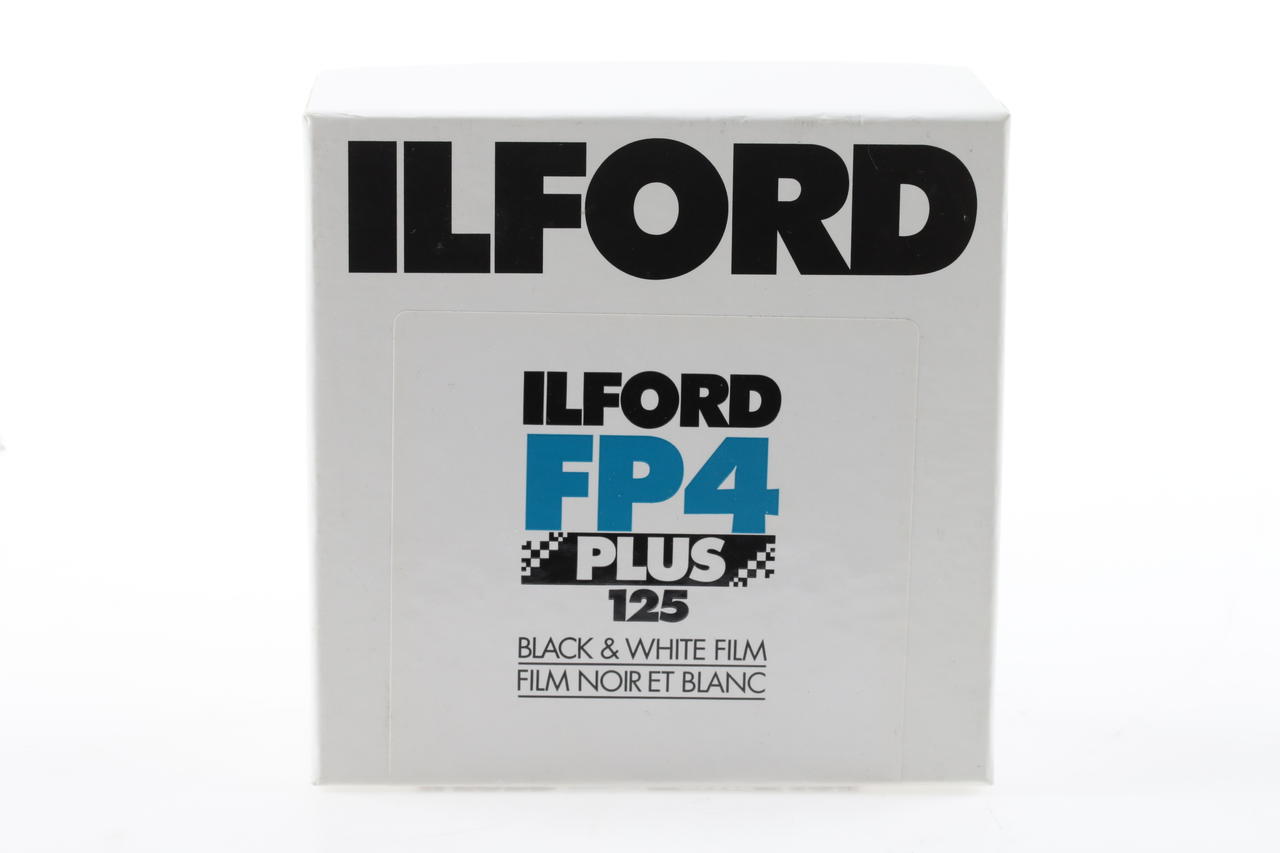 ILFORD
ILFORD
FP4
PLUS
125
BLACK & WHITE FILM
FILM NOIR ET BLANC